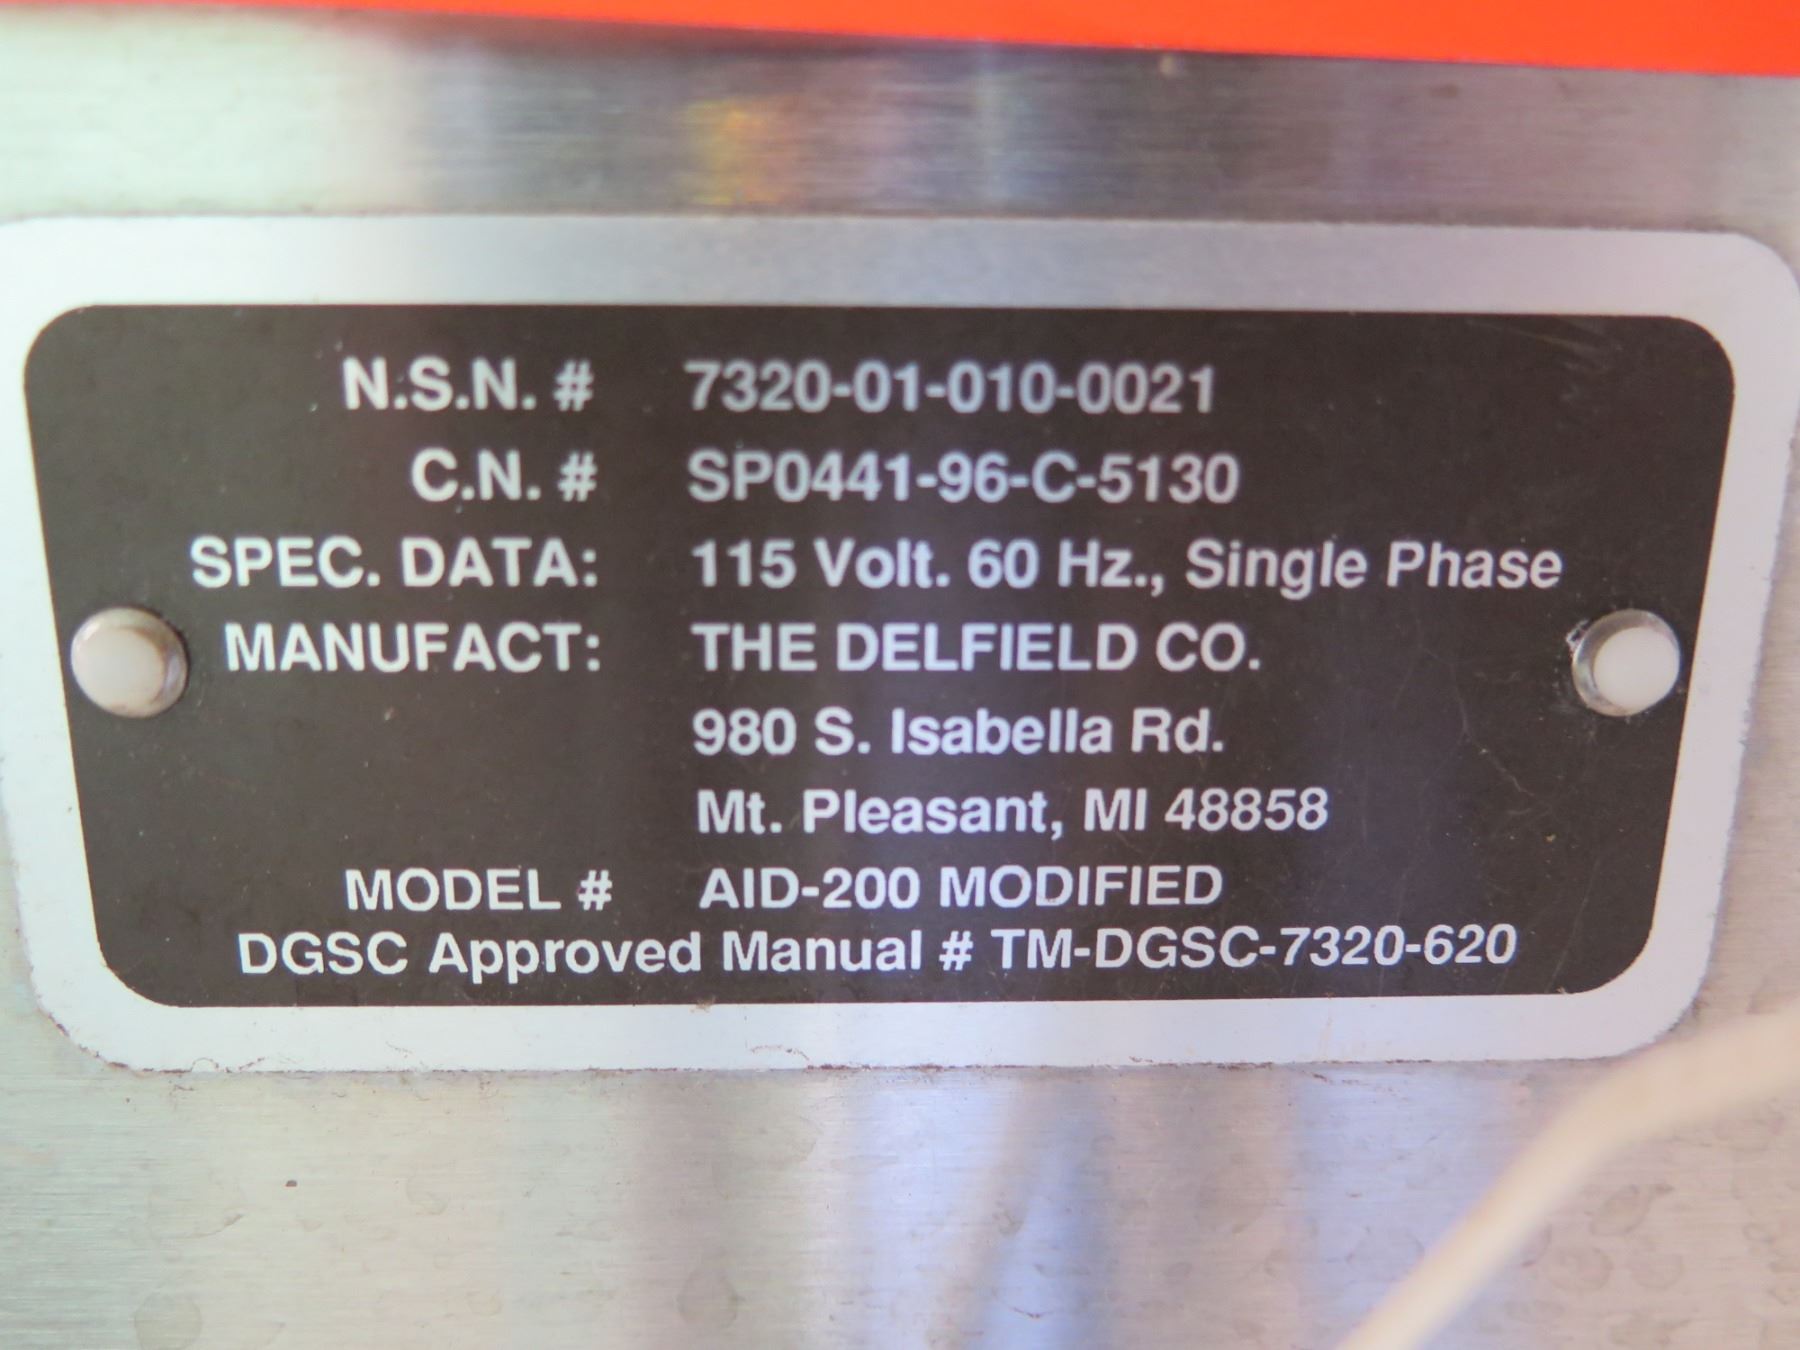 N.S.N. # 7320-01-010-0021
C.N. # SP0441-96-C-5130
SPEC. DATA: 115 Volt. 60 Hz., Single Phase
MANUFACT: THE DELFIELD CO.
980 S. Isabella Rd.
Mt. Pleasant, MI 48858
MODEL # AID-200 MODIFIED
DGSC Approved Manual # TM-DGSC-7320-620